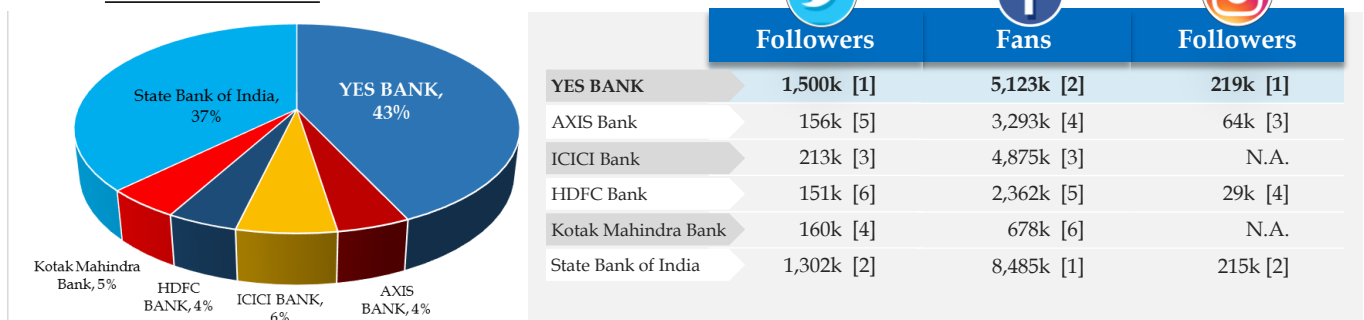 State Bank of India,
37%
YES BANK,
43%
Kotak Mahindra
Bank, 5%
HDFC
BANK, 4%
ICICI BANK,
6%
AXIS
BANK, 4%
Followers Fans Followers
YES BANK 1,500k [1] 5,123k [2] 219k [1]
AXIS Bank 156k [5] 3,293k [4] 64k [3]
ICICI Bank 213k [3] 4,875k [3] N.A.
HDFC Bank 151k [6] 2,362k [5] 29k [4]
Kotak Mahindra Bank 160k [4] 678k [6] N.A.
State Bank of India 1,302k [2] 8,485k [1] 215k [2]